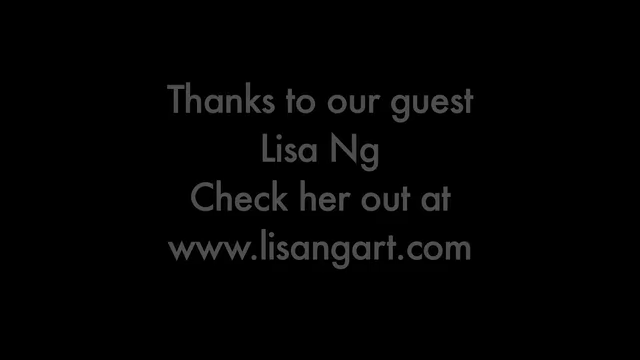 Thanks to our guest
Lisa Ng
Check her out at
www.lisangart.com